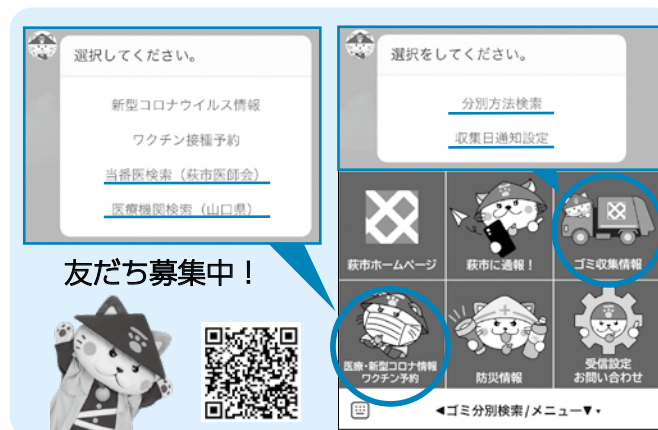 選択してください。
新型コロナウイルス情報
ワクチン接種予約
当番医検索（萩市医師会）
医療機関検索（山口県）
友だち募集中！
選択をしてください。
分別方法検索
収集日通知設定
萩市ホームページ
萩市に通報！
ゴミ収集情報
医療・新型コロナ情報
ワクチン予約
防災情報
受信設定
お問い合わせ
◀ゴミ分別検索/メニュー▼・